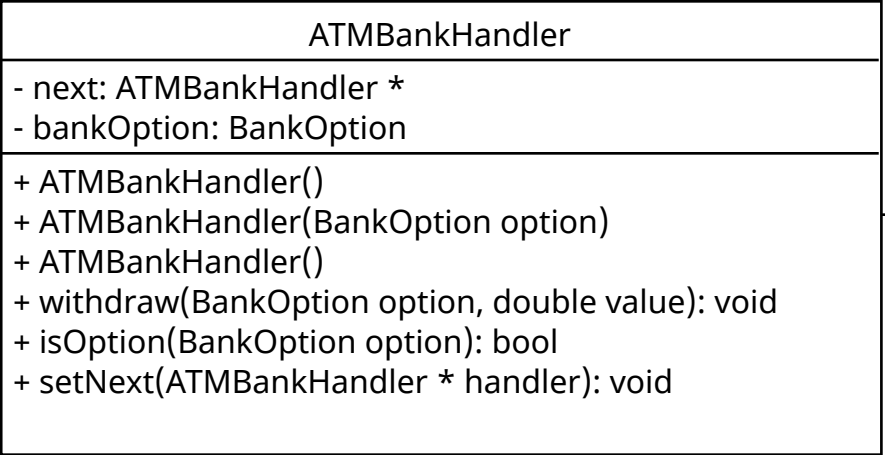 ATMBankHandler
- next: ATMBankHandler *
- bankOption: BankOption
+ ATMBankHandler()
+ ATMBankHandler(BankOption option)
+ ATMBankHandler()
+ withdraw(BankOption option, double value): void
+ isOption(BankOption option): bool
+ setNext(ATMBankHandler * handler): void